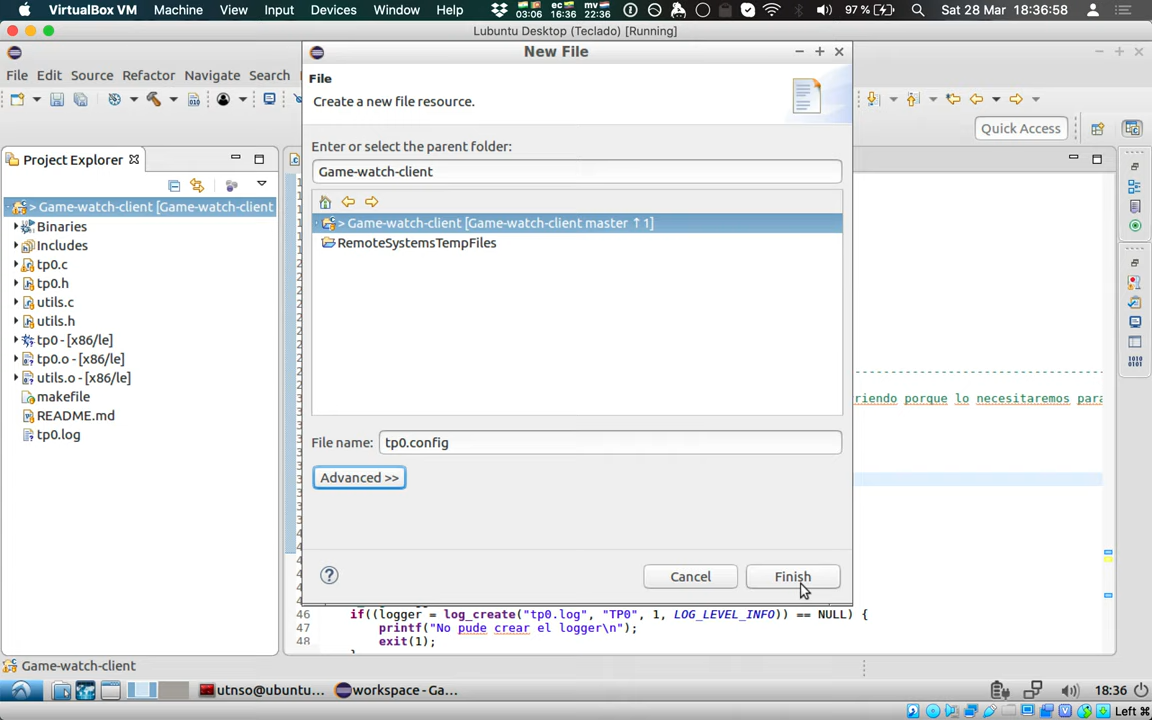 VirtualBox VM Machine View Input Devices Window Help 03:06 ec 16:36 mv 22:36 97 % Sat 28 Mar 18:36:58
Lubuntu Desktop (Teclado) [Running]
New File
File Edit Source Refactor Navigate Search
File
Create a new file resource.
Quick Access
Enter or select the parent folder:
Game-watch-client
Project Explorer
> Game-watch-client [Game-watch-client
Binaries
Includes
tp0.c
tp0.h
utils.c
utils.h
tp0 - [x86/le]
tp0.o - [x86/le]
utils.o - [x86/le]
makefile
README.md
tp0.log
> Game-watch-client [Game-watch-client master ↑1]
RemoteSystemsTempFiles
File name: tp0.config
Advanced >>
Cancel Finish
riendo porque lo necesitaremos para
46 if((logger = log_create("tp0.log", "TP0", 1, LOG_LEVEL_INFO)) == NULL) {
47 printf("No pude crear el logger\n");
48 exit(1);
Game-watch-client
utnso@ubuntu... workspace - Ga... 18:36
Left ⌘